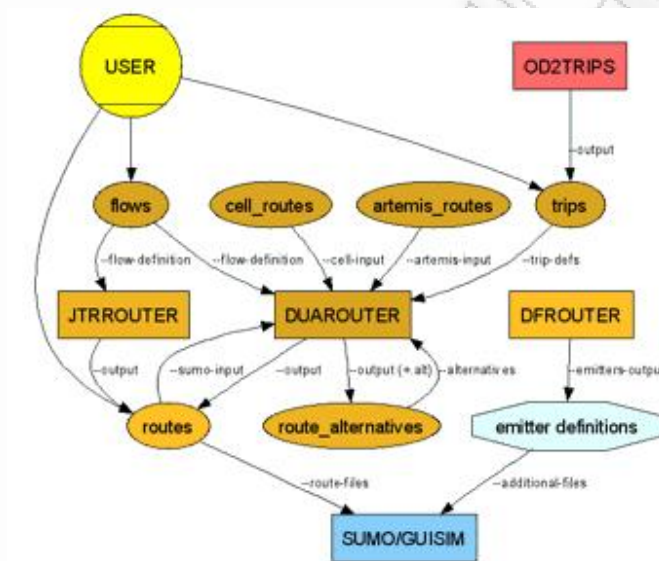 USER
OD2TRIPS
--output
flows
cell_routes
artemis_routes
trips
--flow-definition
--flow-definition
--cell-input
--artemis-input
--trip-defs
JTRROUTER
DUAROUTER
DFROUTER
--output
--sumo-input
--output
--output (+.alt)
--alternatives
--emitters-output
routes
route_alternatives
emitter definitions
--route-files
--additional-files
SUMO/GUISIM